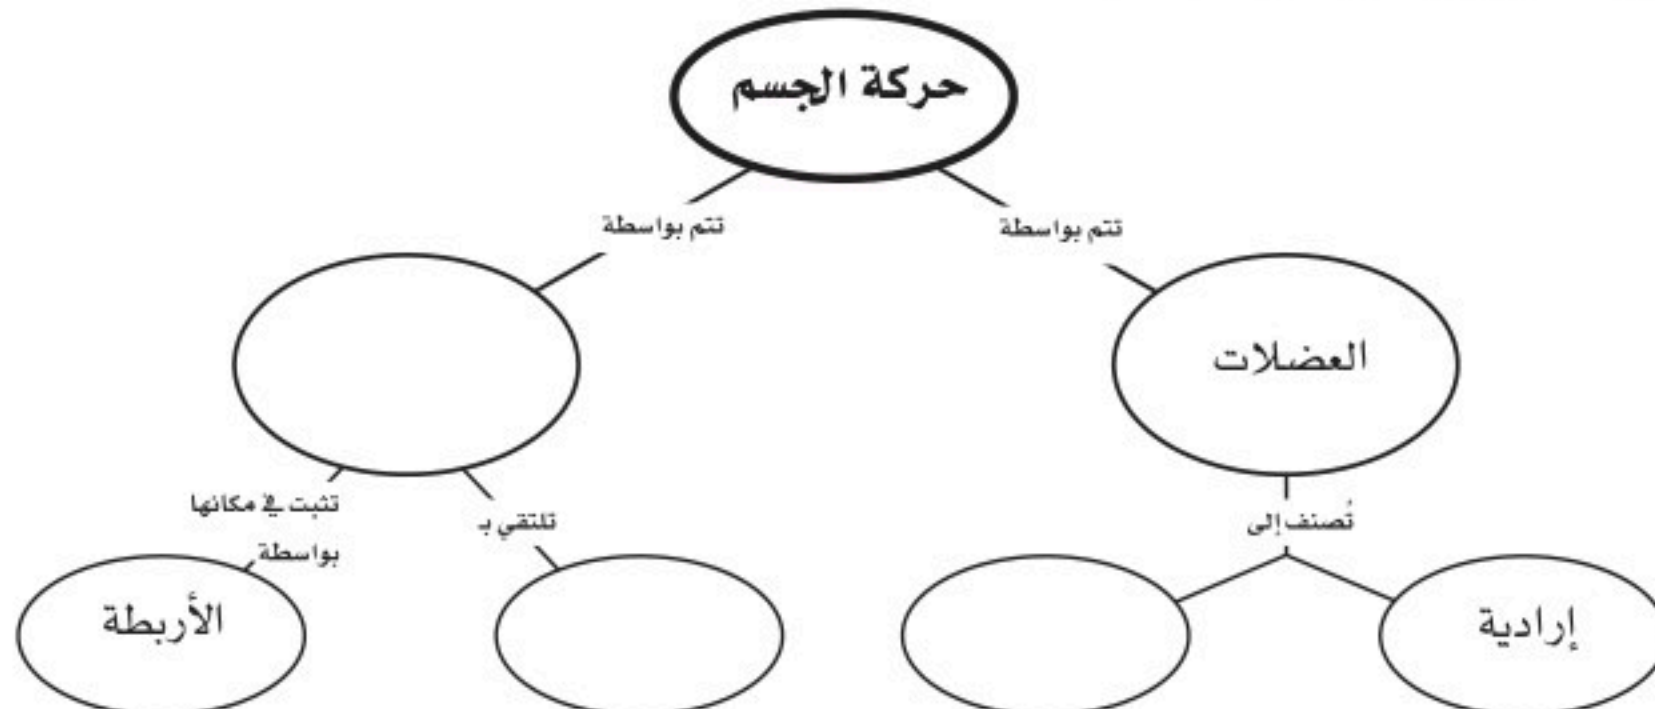 حركة الجسم
تتم بواسطة
تتم بواسطة
العضلات
تُصنف إلى
تلتقي بـ
تثبت في مكانها
بواسطة
إرادية
الأربطة